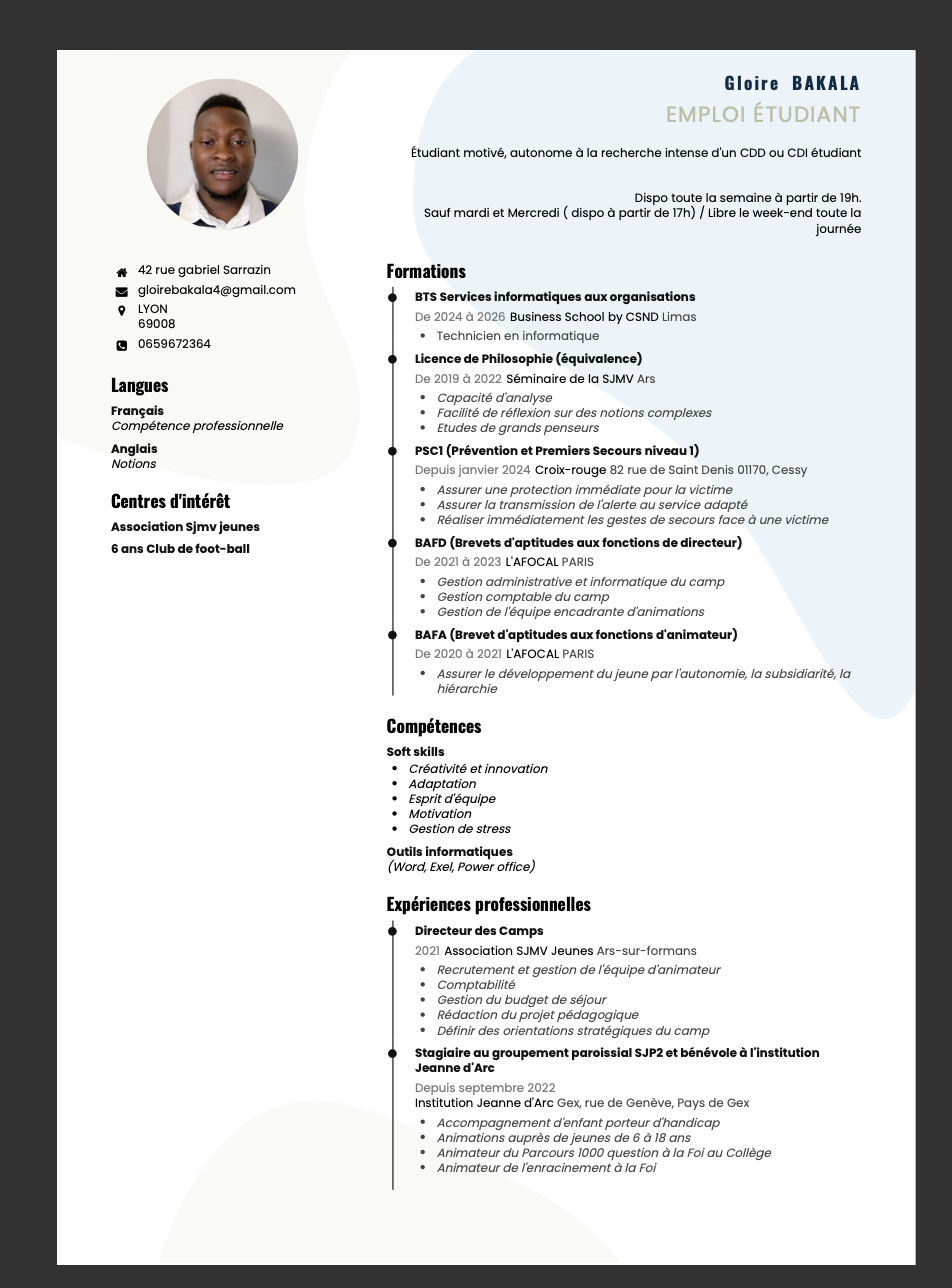 Gloire BAKALA
EMPLOI ÉTUDIANT
Étudiant motivé, autonome à la recherche intense d'un CDD ou CDI étudiant
Dispo toute la semaine à partir de 19h.
Sauf mardi et Mercredi ( dispo à partir de 17h) / Libre le week-end toute la
journée
42 rue gabriel Sarrazin
gloirebakala4@gmail.com
LYON
69008
0659672364
Langues
Français
Compétence professionnelle
Anglais
Notions
Centres d'intérêt
Association Sjmv jeunes
6 ans Club de foot-ball
Formations
BTS Services informatiques aux organisations
De 2024 à 2026 Business School by CSND Limas
• Technicien en informatique
Licence de Philosophie (équivalence)
De 2019 à 2022 Séminaire de la SJMV Ars
• Capacité d'analyse
• Facilité de réflexion sur des notions complexes
• Etudes de grands penseurs
PSC1 (Prévention et Premiers Secours niveau 1)
Depuis janvier 2024 Croix-rouge 82 rue de Saint Denis 01170, Cessy
• Assurer une protection immédiate pour la victime
• Assurer la transmission de l'alerte au service adapté
• Réaliser immédiatement les gestes de secours face à une victime
BAFD (Brevets d'aptitudes aux fonctions de directeur)
De 2021 à 2023 L'AFOCAL PARIS
• Gestion administrative et informatique du camp
• Gestion comptable du camp
• Gestion de l'équipe encadrante d'animations
BAFA (Brevet d'aptitudes aux fonctions d'animateur)
De 2020 à 2021 L'AFOCAL PARIS
• Assurer le développement du jeune par l'autonomie, la subsidiarité, la
hiérarchie
Compétences
Soft skills
• Créativité et innovation
• Adaptation
• Esprit d'équipe
• Motivation
• Gestion de stress
Outils informatiques
(Word, Exel, Power office)
Expériences professionnelles
Directeur des Camps
2021 Association SJMV Jeunes Ars-sur-formans
• Recrutement et gestion de l'équipe d'animateur
• Comptabilité
• Gestion du budget de séjour
• Rédaction du projet pédagogique
• Définir des orientations stratégiques du camp
Stagiaire au groupement paroissial SJP2 et bénévole à l'institution
Jeanne d'Arc
Depuis septembre 2022
Institution Jeanne d'Arc Gex, rue de Genève, Pays de Gex
• Accompagnement d'enfant porteur d'handicap
• Animations auprès de jeunes de 6 à 18 ans
• Animateur du Parcours 1000 question à la Foi au Collège
• Animateur de l'enracinement à la Foi